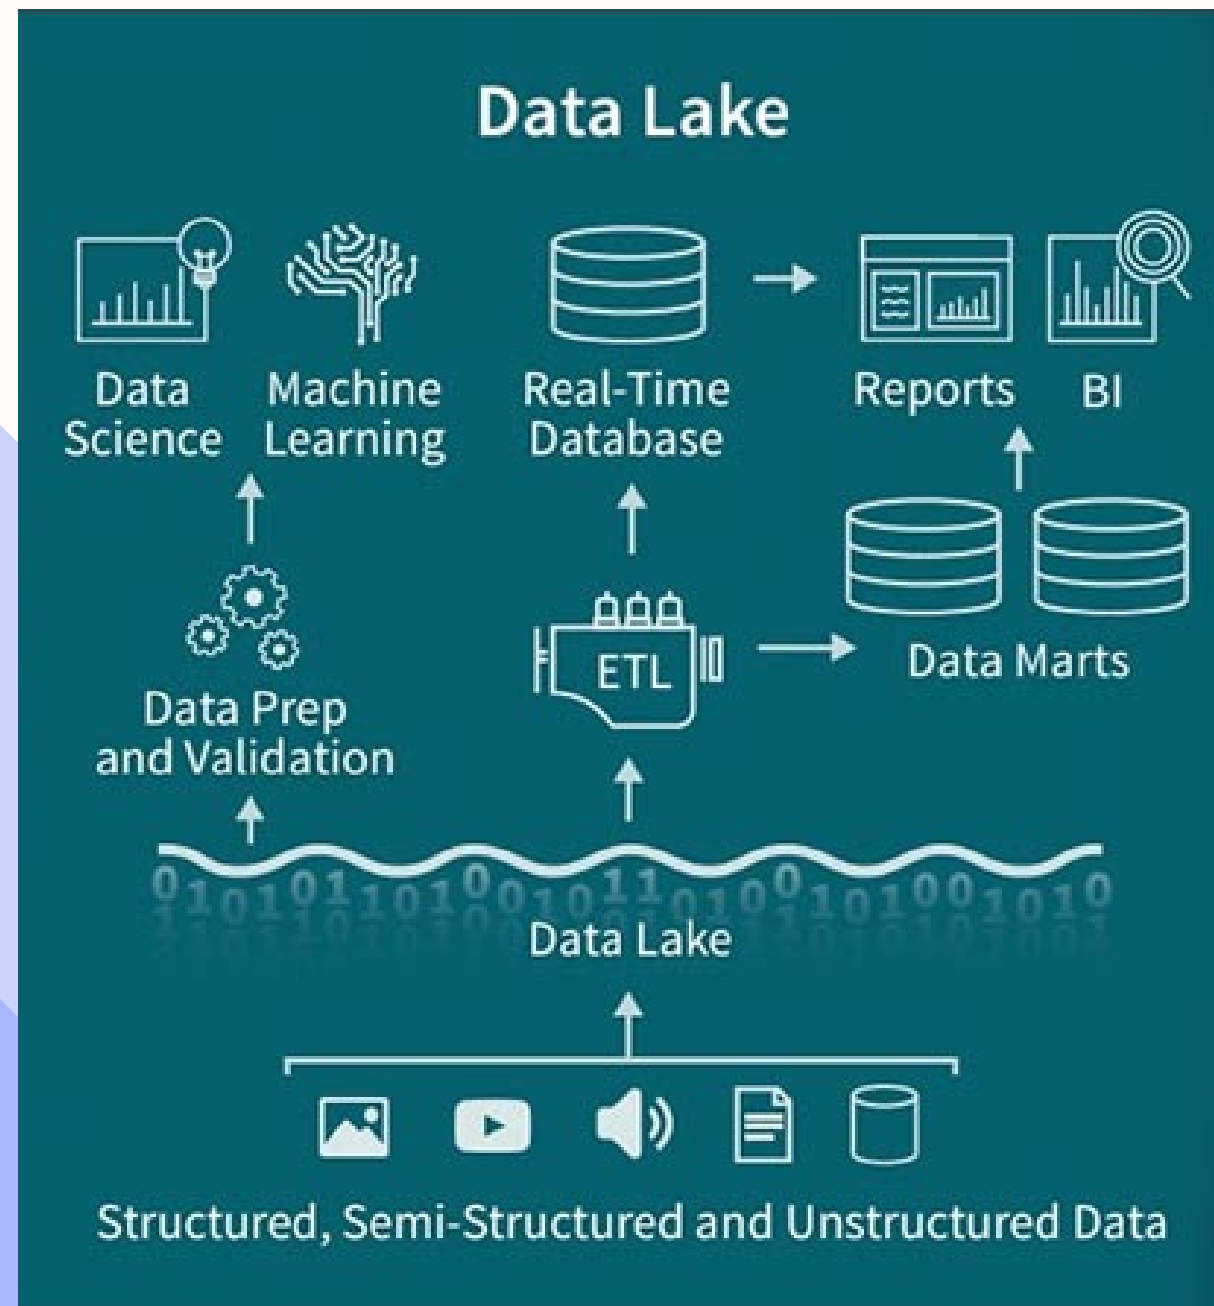 Data Lake
Data
Science
Machine
Learning
Real-Time
Database
Reports
BI
Data Marts
ETL
Data Prep
and Validation
0101011010010110100101001010
Data Lake
Structured, Semi-Structured and Unstructured Data